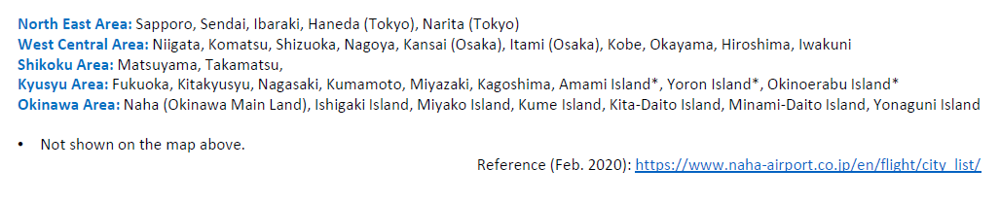 North East Area: Sapporo, Sendai, Ibaraki, Haneda (Tokyo), Narita (Tokyo)
West Central Area: Niigata, Komatsu, Shizuoka, Nagoya, Kansai (Osaka), Itami (Osaka), Kobe, Okayama, Hiroshima, Iwakuni
Shikoku Area: Matsuyama, Takamatsu,
Kyusyu Area: Fukuoka, Kitakyusyu, Nagasaki, Kumamoto, Miyazaki, Kagoshima, Amami Island*, Yoron Island*, Okinoerabu Island*
Okinawa Area: Naha (Okinawa Main Land), Ishigaki Island, Miyako Island, Kume Island, Kita-Daito Island, Minami-Daito Island, Yonaguni Island
• Not shown on the map above.
Reference (Feb. 2020): https://www.naha-airport.co.jp/en/flight/city_list/